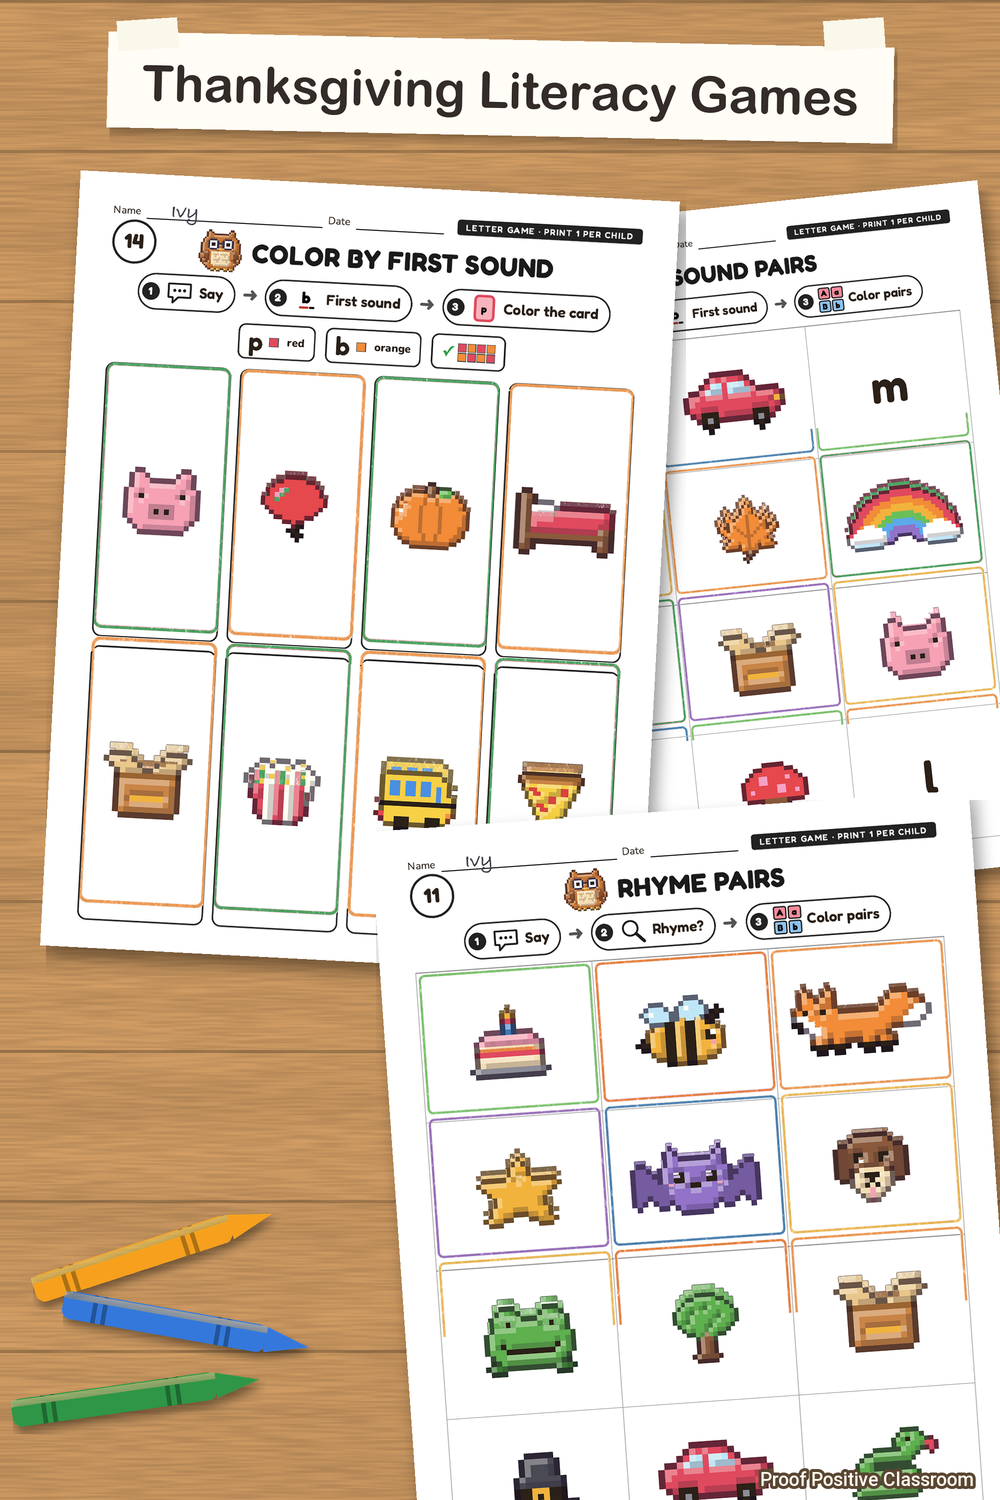 Thanksgiving Literacy Games
Name Ivy Date
LETTER GAME · PRINT 1 PER CHILD
14
COLOR BY FIRST SOUND
1 Say
2 b First sound
3 p Color the card
p red
b orange
Date
LETTER GAME · PRINT 1 PER CHILD
SOUND PAIRS
b First sound
3 A a B b Color pairs
m
l
Name Ivy Date
LETTER GAME · PRINT 1 PER CHILD
11
RHYME PAIRS
1 Say
2 Rhyme?
3 A a B b Color pairs
Proof Positive Classroom